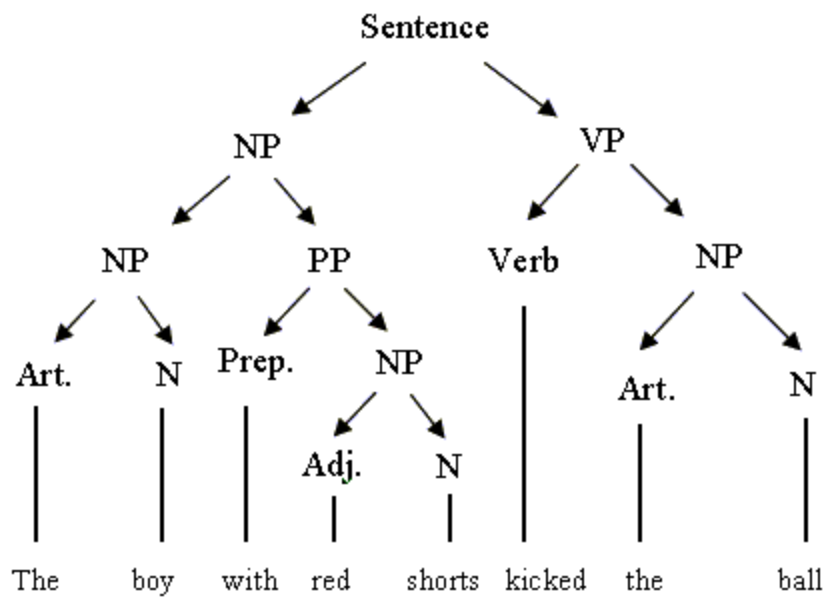 Sentence
NP VP
NP PP Verb NP
Art. N Prep. NP Art. N
Adj. N
The boy with red shorts kicked the ball